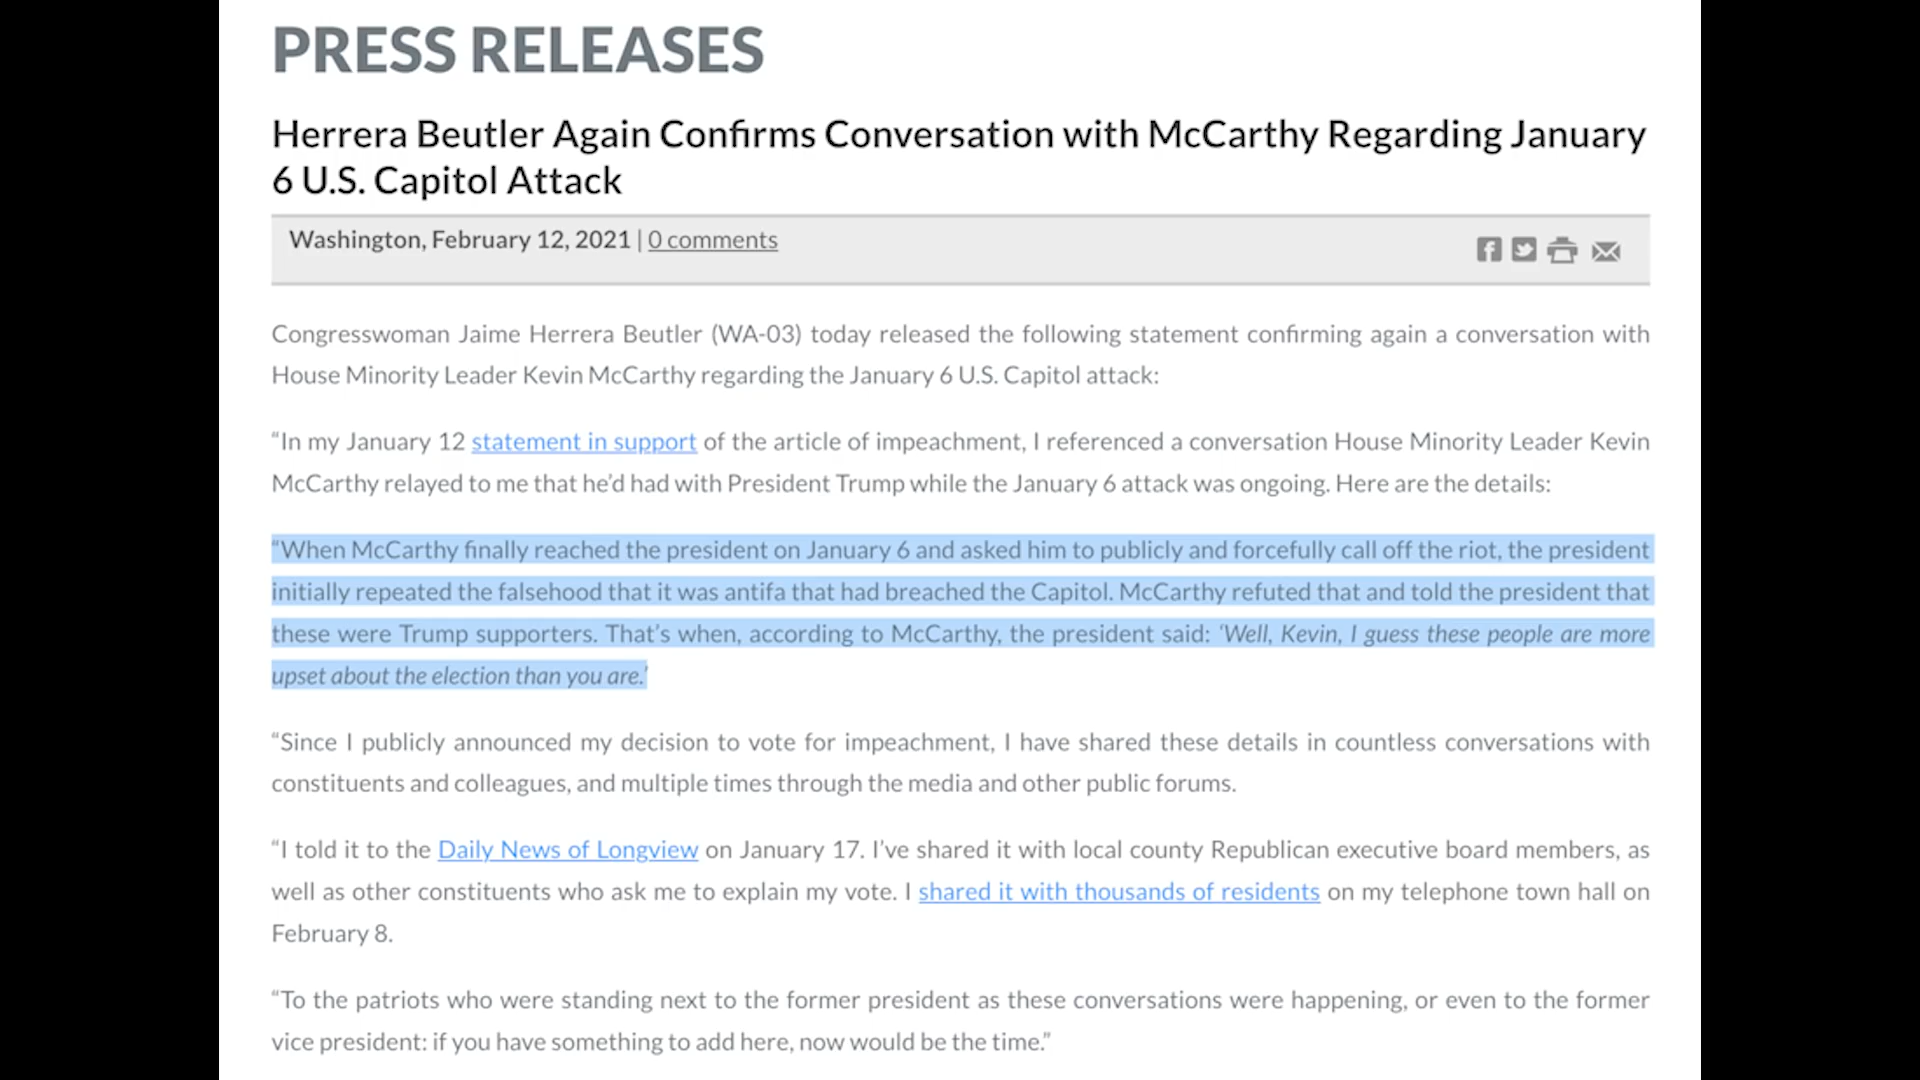 PRESS RELEASES
Herrera Beutler Again Confirms Conversation with McCarthy Regarding January
6 U.S. Capitol Attack
Washington, February 12, 2021 | 0 comments
Congresswoman Jaime Herrera Beutler (WA-03) today released the following statement confirming again a conversation with
House Minority Leader Kevin McCarthy regarding the January 6 U.S. Capitol attack:
“In my January 12 statement in support of the article of impeachment, I referenced a conversation House Minority Leader Kevin
McCarthy relayed to me that he’d had with President Trump while the January 6 attack was ongoing. Here are the details:
“When McCarthy finally reached the president on January 6 and asked him to publicly and forcefully call off the riot, the president
initially repeated the falsehood that it was antifa that had breached the Capitol. McCarthy refuted that and told the president that
these were Trump supporters. That’s when, according to McCarthy, the president said: ‘Well, Kevin, I guess these people are more
upset about the election than you are.’
“Since I publicly announced my decision to vote for impeachment, I have shared these details in countless conversations with
constituents and colleagues, and multiple times through the media and other public forums.
“I told it to the Daily News of Longview on January 17. I’ve shared it with local county Republican executive board members, as
well as other constituents who ask me to explain my vote. I shared it with thousands of residents on my telephone town hall on
February 8.
“To the patriots who were standing next to the former president as these conversations were happening, or even to the former
vice president: if you have something to add here, now would be the time.”